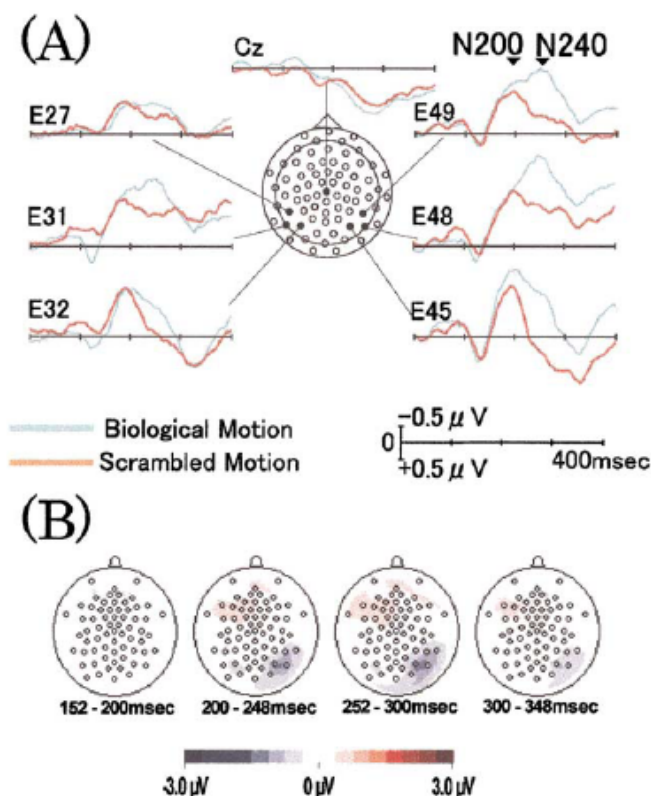 (A)
Cz
N200 N240
E27
E49
E31
E48
E32
E45
Biological Motion
Scrambled Motion
-0.5 μV
0
+0.5 μV
400msec
(B)
152 - 200msec 200 - 248msec 252 - 300msec 300 - 348msec
-3.0 μV 0 μV 3.0 μV